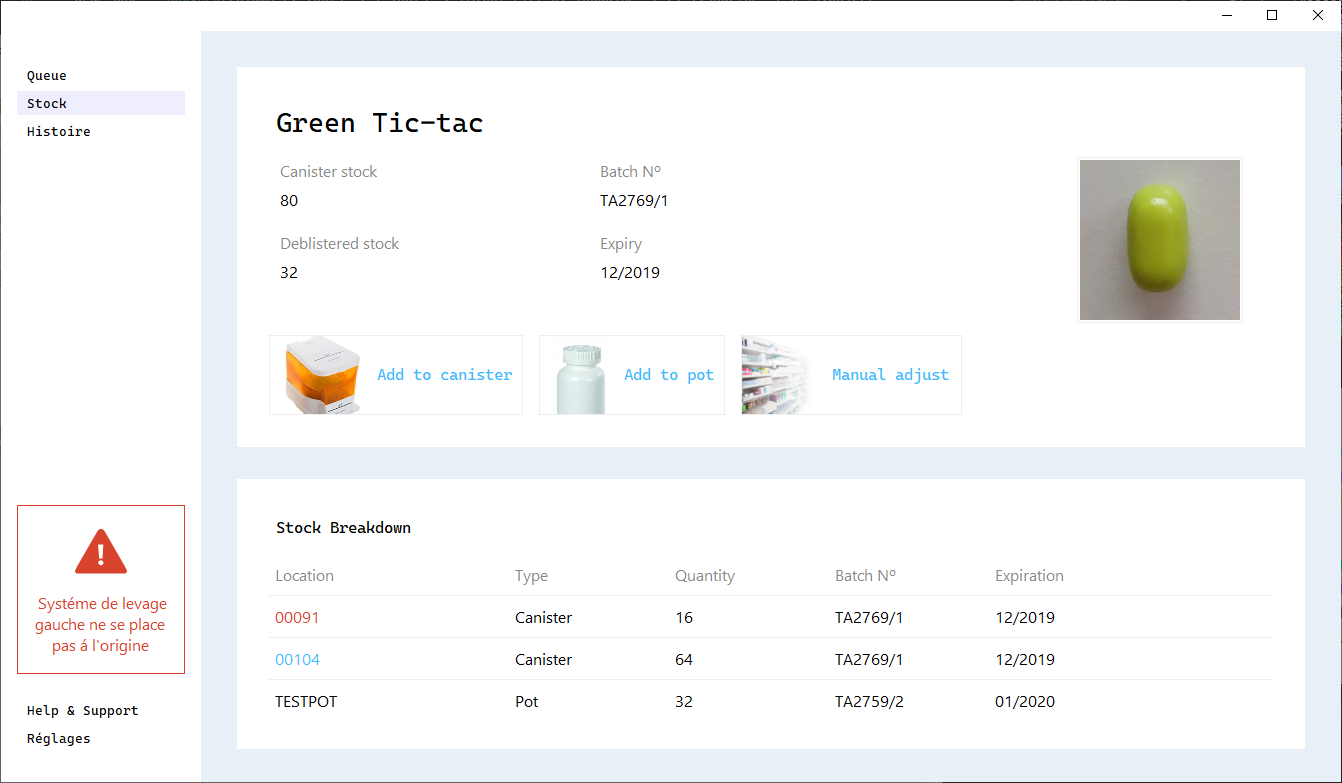 Queue
Stock
Histoire
Systéme de levage
gauche ne se place
pas á l'origine
Help & Support
Réglages
Green Tic-tac
Canister stock Batch Nº
80 TA2769/1
Deblistered stock Expiry
32 12/2019
Add to canister Add to pot Manual adjust
Stock Breakdown
Location Type Quantity Batch Nº Expiration
00091 Canister 16 TA2769/1 12/2019
00104 Canister 64 TA2769/1 12/2019
TESTPOT Pot 32 TA2759/2 01/2020